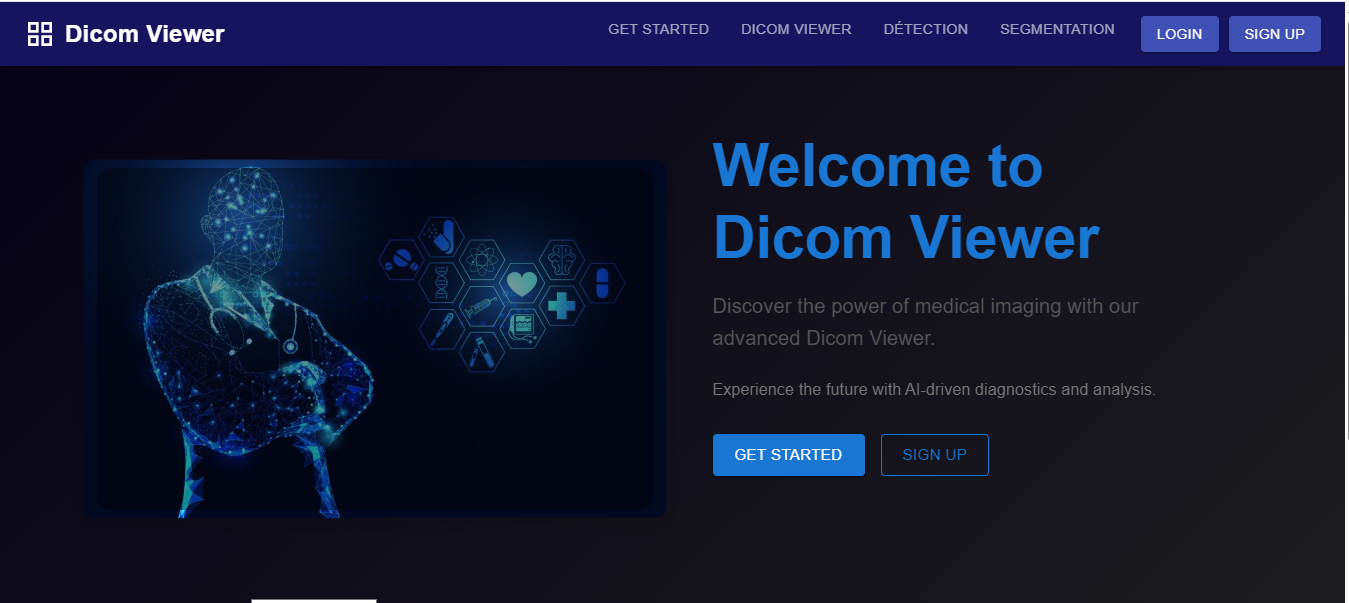 Dicom Viewer
GET STARTED
DICOM VIEWER
DÉTECTION
SEGMENTATION
LOGIN
SIGN UP
Welcome to
Dicom Viewer
Discover the power of medical imaging with our
advanced Dicom Viewer.
Experience the future with AI-driven diagnostics and analysis.
GET STARTED
SIGN UP